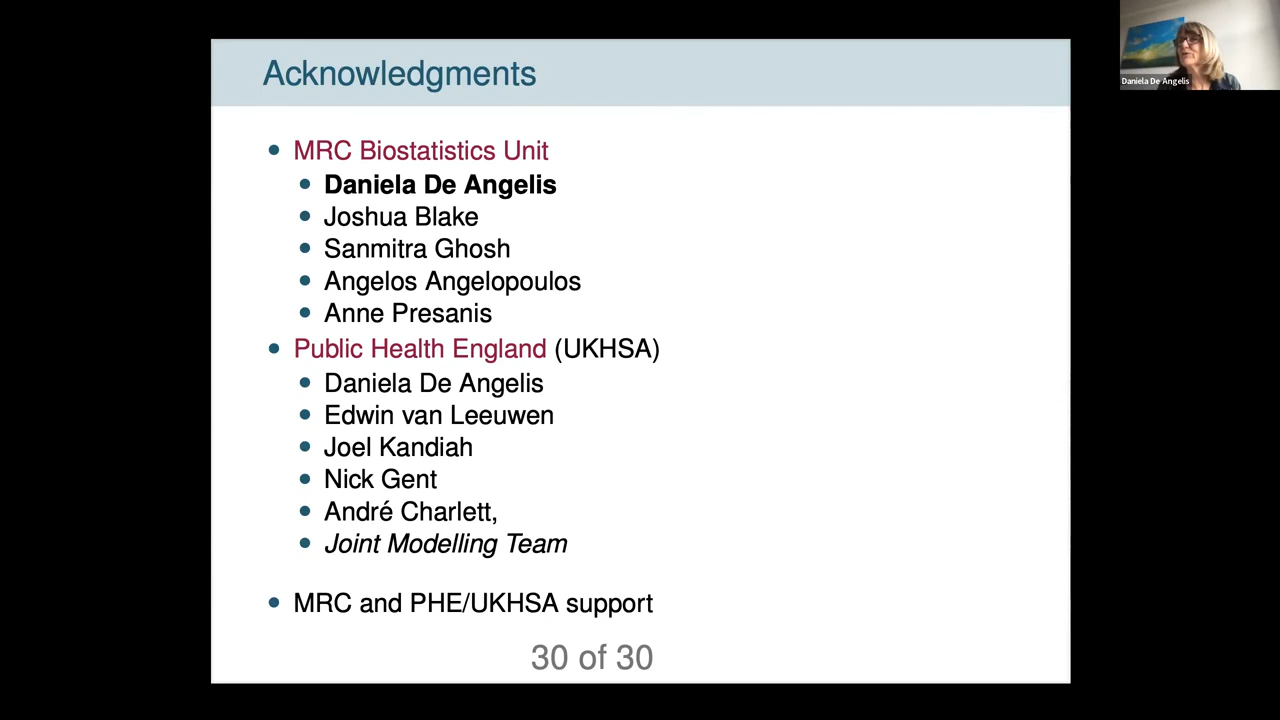 Acknowledgments
• MRC Biostatistics Unit
• Daniela De Angelis
• Joshua Blake
• Sanmitra Ghosh
• Angelos Angelopoulos
• Anne Presanis
• Public Health England (UKHSA)
• Daniela De Angelis
• Edwin van Leeuwen
• Joel Kandiah
• Nick Gent
• André Charlett,
• Joint Modelling Team
• MRC and PHE/UKHSA support
30 of 30
Daniela De Angelis